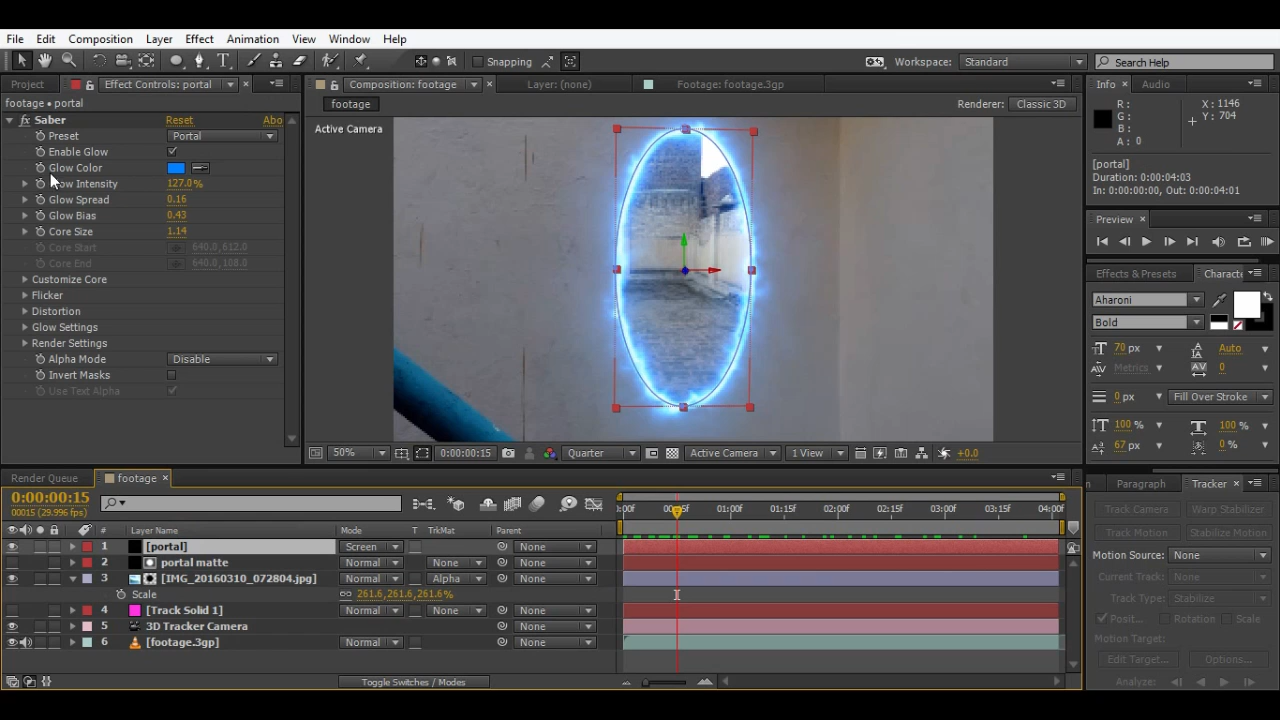 File Edit Composition Layer Effect Animation View Window Help
Snapping Workspace: Standard Search Help
Project Effect Controls: portal Composition: footage Layer: (none) Footage: footage.3gp Info Audio
footage • portal footage Renderer: Classic 3D
fx Saber Reset Abo
Preset Portal
Enable Glow
Glow Color
Glow Intensity 127.0%
Glow Spread 0.16
Glow Bias 0.43
Core Size 1.14
Core Start 640.0,612.0
Core End 640.0,108.0
Customize Core
Flicker
Distortion
Glow Settings
Render Settings
Alpha Mode Disable
Invert Masks
Use Text Alpha
Active Camera
50% 0:00:00:15 Quarter Active Camera 1 View +0.0
R: X: 1146
G: Y: 704
B:
A: 0
[portal]
Duration: 0:00:04:03
In: 0:00:00:00, Out: 0:00:04:01
Preview
Effects & Presets Characte
Aharoni
Bold
70 px Auto
Metrics 0
0 px Fill Over Stroke
100 % 100 %
67 px 0 %
Paragraph Tracker
Track Camera Warp Stabilizer
Track Motion Stabilize Motion
Motion Source: None
Current Track: None
Track Type: Stabilize
Posit... Rotation Scale
Motion Target:
Edit Target... Options...
Analyze:
Render Queue footage
0:00:00:15
00015 (29.996 fps)
:00f 00:15f 01:00f 01:15f 02:00f 02:15f 03:00f 03:15f 04:00f
# Layer Name Mode T TrkMat Parent
1 [portal] Screen None
2 portal matte Normal None None
3 [IMG_20160310_072804.jpg] Normal Alpha None
Scale 261.6,261.6,261.6%
4 [Track Solid 1] Normal None None
5 3D Tracker Camera None
6 [footage.3gp] Normal None
Toggle Switches / Modes